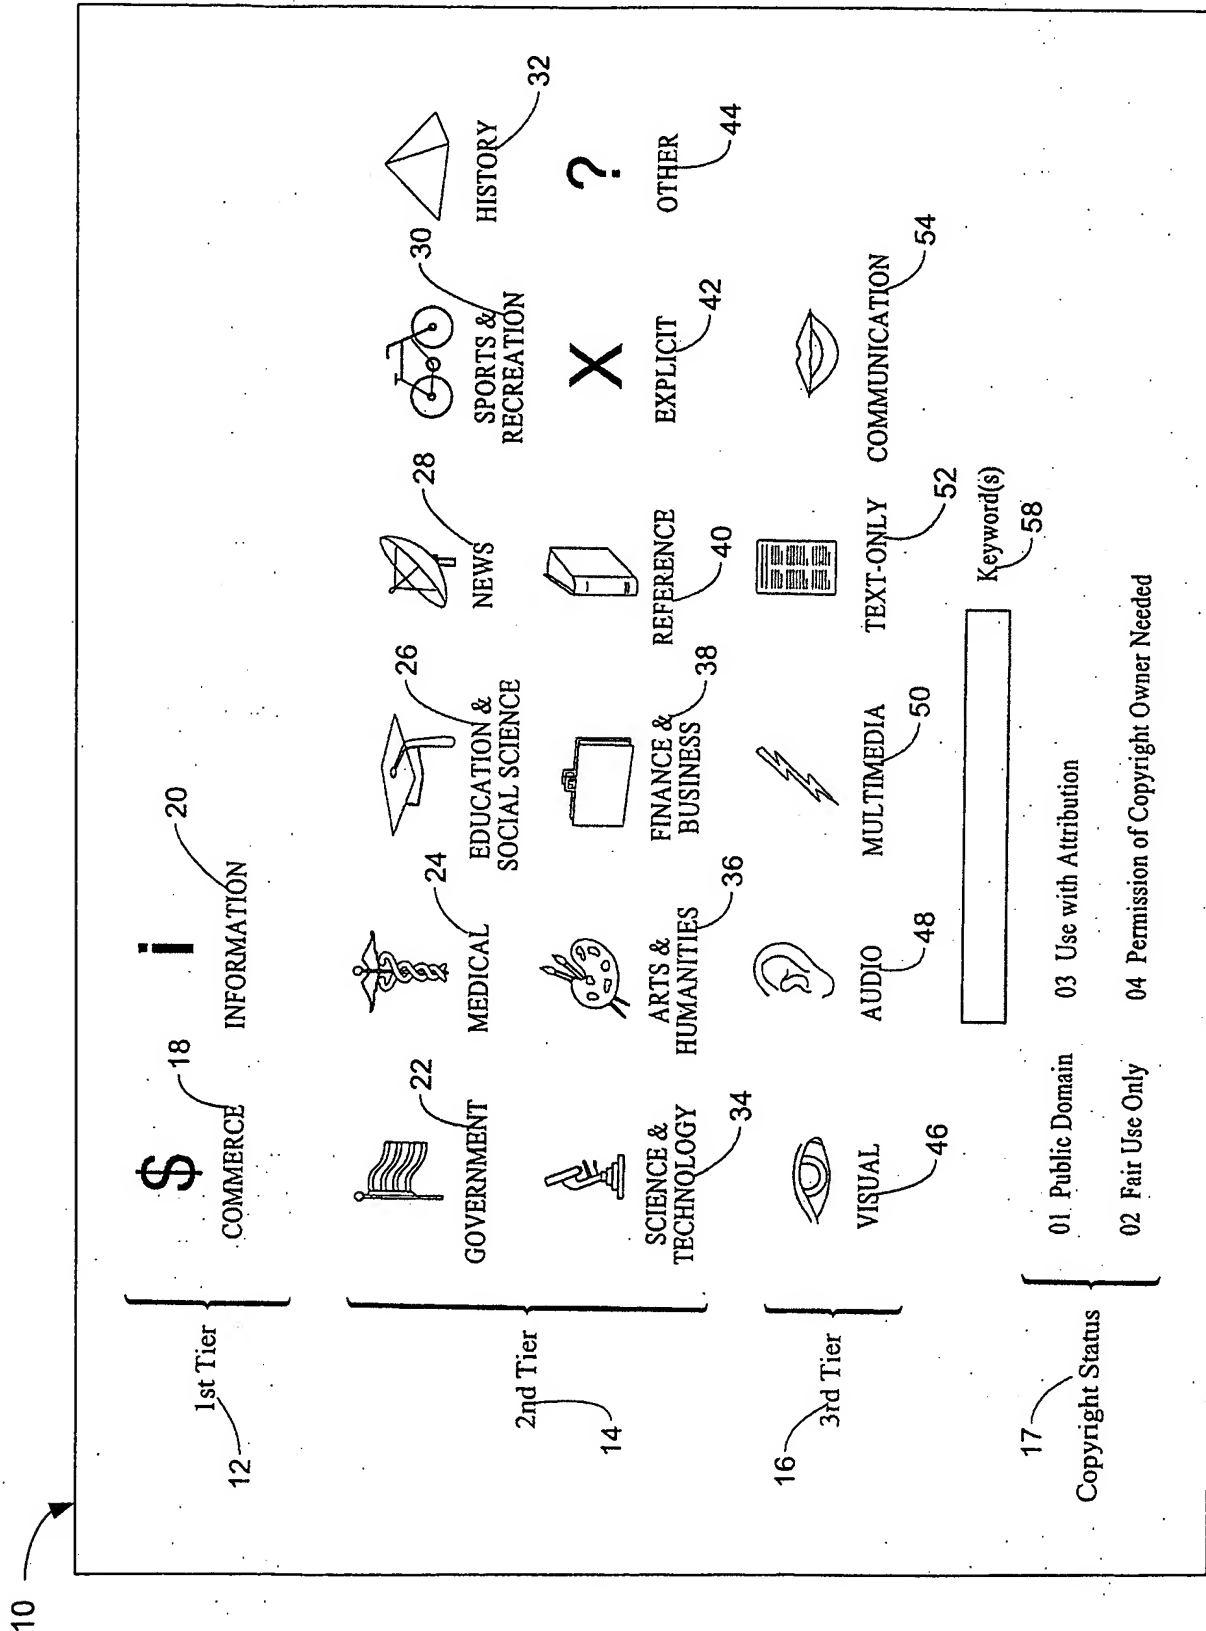 10
1st Tier
12
$
i
18
20
COMMERCE
INFORMATION
2nd Tier
14
22
24
26
28
30
GOVERNMENT
MEDICAL
EDUCATION &
SOCIAL SCIENCE
NEWS
SPORTS &
RECREATION
HISTORY
32
X
?
SCIENCE &
TECHNOLOGY
ARTS &
HUMANITIES
FINANCE &
BUSINESS
REFERENCE
EXPLICIT
OTHER
34
36
38
40
42
44
16
3rd Tier
VISUAL
AUDIO
MULTIMEDIA
TEXT-ONLY
COMMUNICATION
46
48
50
52
54
Keyword(s)
58
17
Copyright Status
01 Public Domain
03 Use with Attribution
02 Fair Use Only
04 Permission of Copyright Owner Needed